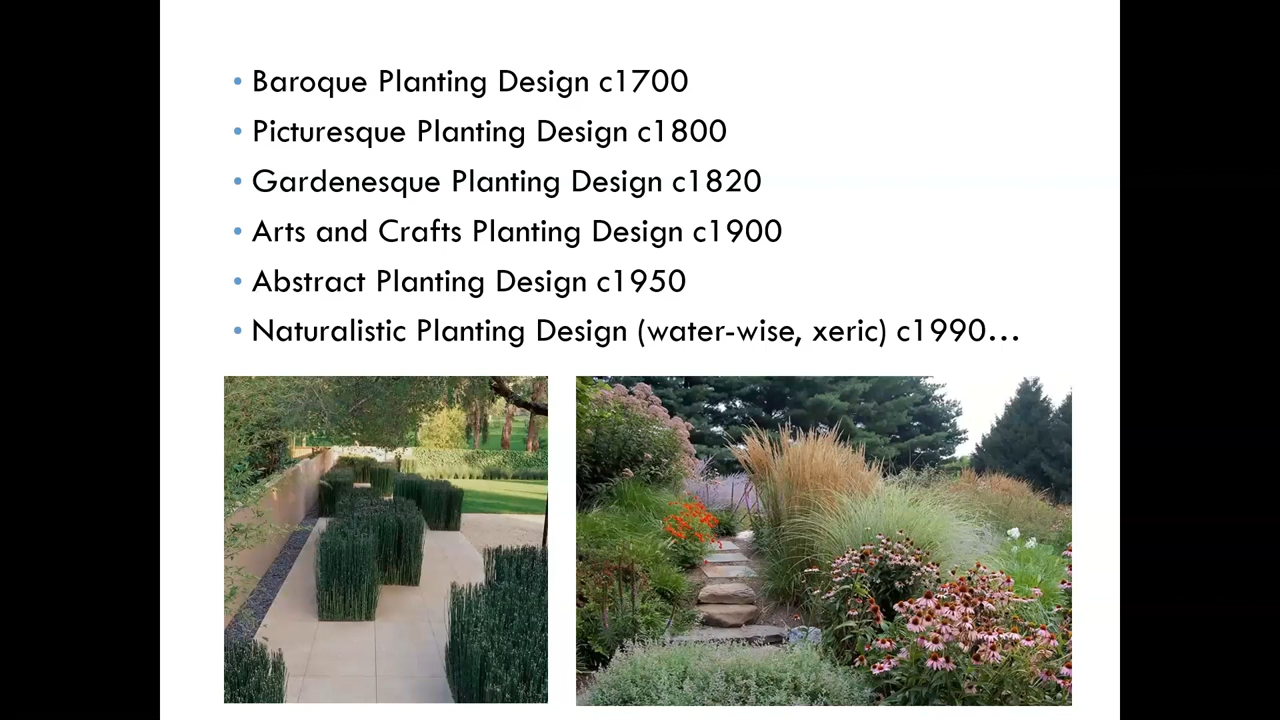 • Baroque Planting Design c1700
• Picturesque Planting Design c1800
• Gardenesque Planting Design c1820
• Arts and Crafts Planting Design c1900
• Abstract Planting Design c1950
• Naturalistic Planting Design (water-wise, xeric) c1990...